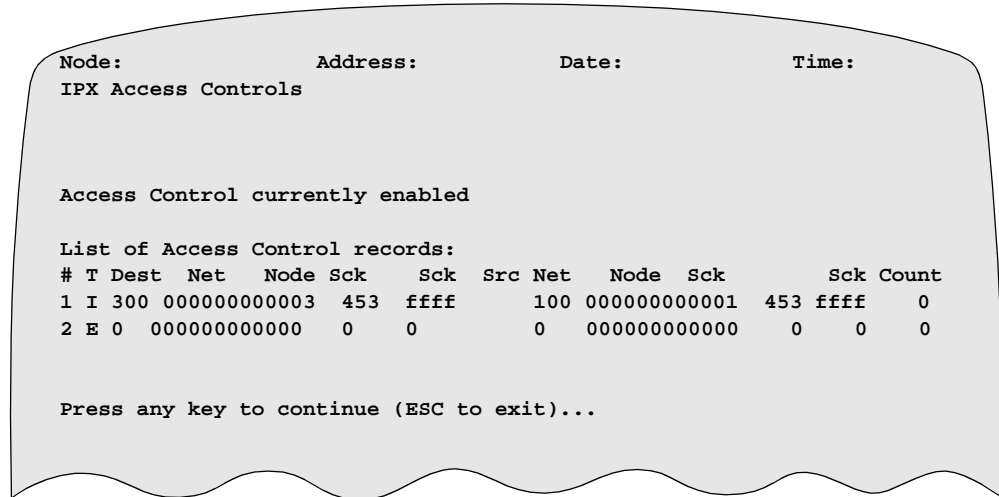 Node: Address: Date: Time:
IPX Access Controls
Access Control currently enabled
List of Access Control records:
# T Dest Net Node Sck Sck Src Net Node Sck Sck Count
1 I 300 000000000003 453 ffff 100 000000000001 453 ffff 0
2 E 0 000000000000 0 0 0 000000000000 0 0 0
Press any key to continue (ESC to exit)...